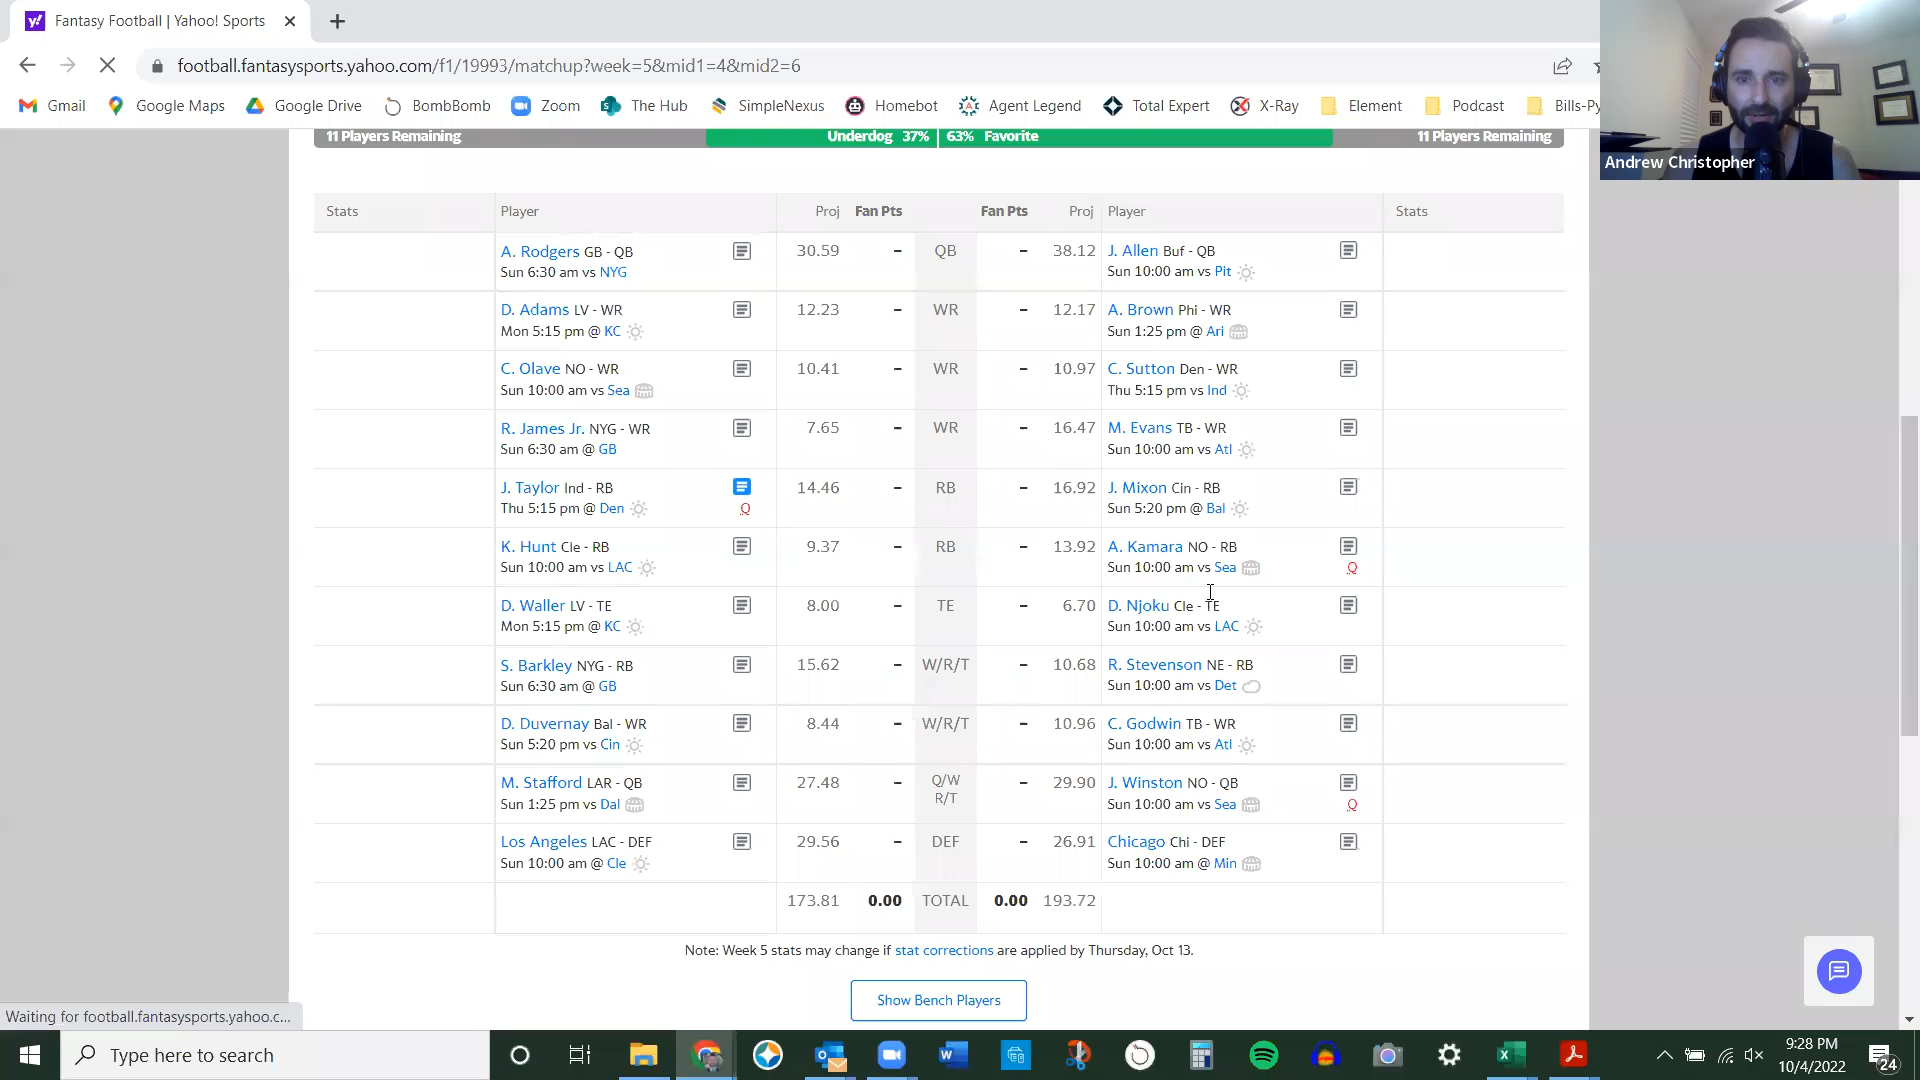 Fantasy Football | Yahoo! Sports
football.fantasysports.yahoo.com/f1/19993/matchup?week=5&mid1=4&mid2=6
Gmail Google Maps Google Drive BombBomb Zoom The Hub SimpleNexus Homebot Agent Legend Total Expert X-Ray Element Podcast Bills-Py
Andrew Christopher
11 Players Remaining Underdog 37% 63% Favorite 11 Players Remaining
Stats Player Proj Fan Pts Fan Pts Proj Player Stats
A. Rodgers GB - QB 30.59 – QB – 38.12 J. Allen Buf - QB
Sun 6:30 am vs NYG Sun 10:00 am vs Pit
D. Adams LV - WR 12.23 – WR – 12.17 A. Brown Phi - WR
Mon 5:15 pm @ KC Sun 1:25 pm @ Ari
C. Olave NO - WR 10.41 – WR – 10.97 C. Sutton Den - WR
Sun 10:00 am vs Sea Thu 5:15 pm vs Ind
R. James Jr. NYG - WR 7.65 – WR – 16.47 M. Evans TB - WR
Sun 6:30 am @ GB Sun 10:00 am vs Atl
J. Taylor Ind - RB 14.46 – RB – 16.92 J. Mixon Cin - RB
Thu 5:15 pm @ Den Q Sun 5:20 pm @ Bal
K. Hunt Cle - RB 9.37 – RB – 13.92 A. Kamara NO - RB
Sun 10:00 am vs LAC Sun 10:00 am vs Sea Q
D. Waller LV - TE 8.00 – TE – 6.70 D. Njoku Cle - TE
Mon 5:15 pm @ KC Sun 10:00 am vs LAC
S. Barkley NYG - RB 15.62 – W/R/T – 10.68 R. Stevenson NE - RB
Sun 6:30 am @ GB Sun 10:00 am vs Det
D. Duvernay Bal - WR 8.44 – W/R/T – 10.96 C. Godwin TB - WR
Sun 5:20 pm vs Cin Sun 10:00 am vs Atl
M. Stafford LAR - QB 27.48 – Q/W – 29.90 J. Winston NO - QB
Sun 1:25 pm vs Dal R/T Sun 10:00 am vs Sea Q
Los Angeles LAC - DEF 29.56 – DEF – 26.91 Chicago Chi - DEF
Sun 10:00 am @ Cle Sun 10:00 am @ Min
173.81 0.00 TOTAL 0.00 193.72
Note: Week 5 stats may change if stat corrections are applied by Thursday, Oct 13.
Show Bench Players
Waiting for football.fantasysports.yahoo.c...
Type here to search
9:28 PM
10/4/2022
24